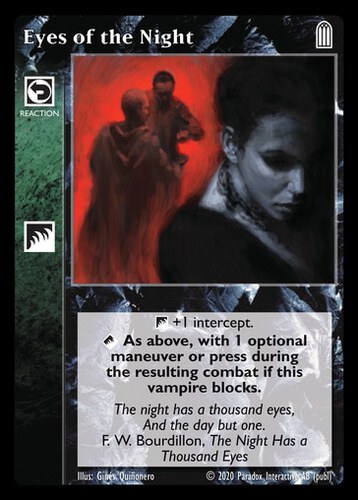 Eyes of the Night
REACTION
+1 intercept.
As above, with 1 optional
maneuver or press during
the resulting combat if this
vampire blocks.
The night has a thousand eyes,
And the day but one.
F. W. Bourdillon, The Night Has a
Thousand Eyes
Illus: Ginés Quiñonero © 2020 Paradox Interactive AB (publ)